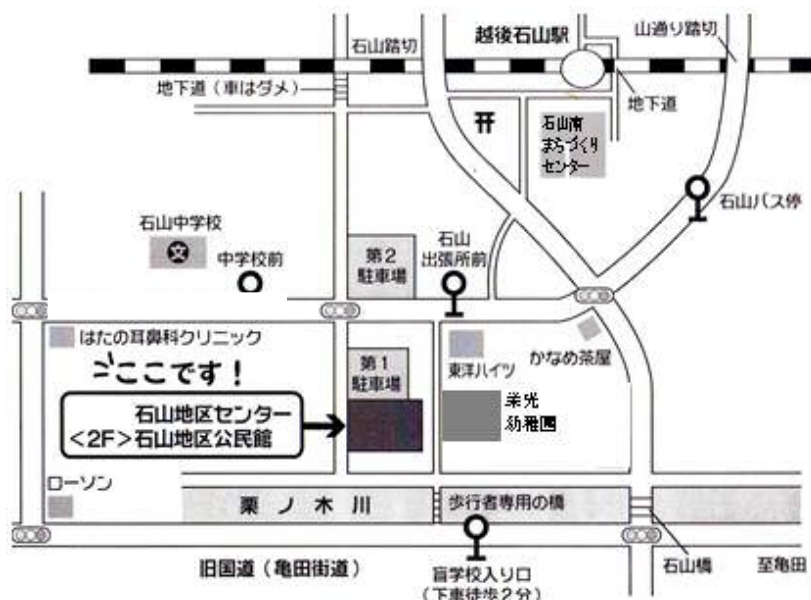 石山踏切
越後石山駅
山通り踏切
地下道(車はダメ)
地下道
石山南
まちづくり
センター
石山バス停
石山中学校
文
中学校前
第2
駐車場
石山
出張所前
はたの耳鼻科クリニック
ここです!
第1
駐車場
東洋ハイツ
かなめ茶屋
石山地区センター
<2F>石山地区公民館
栄光
幼稚園
ローソン
栗ノ木川
歩行者専用の橋
旧国道(亀田街道)
盲学校入り口
(下車徒歩2分)
石山橋
至亀田